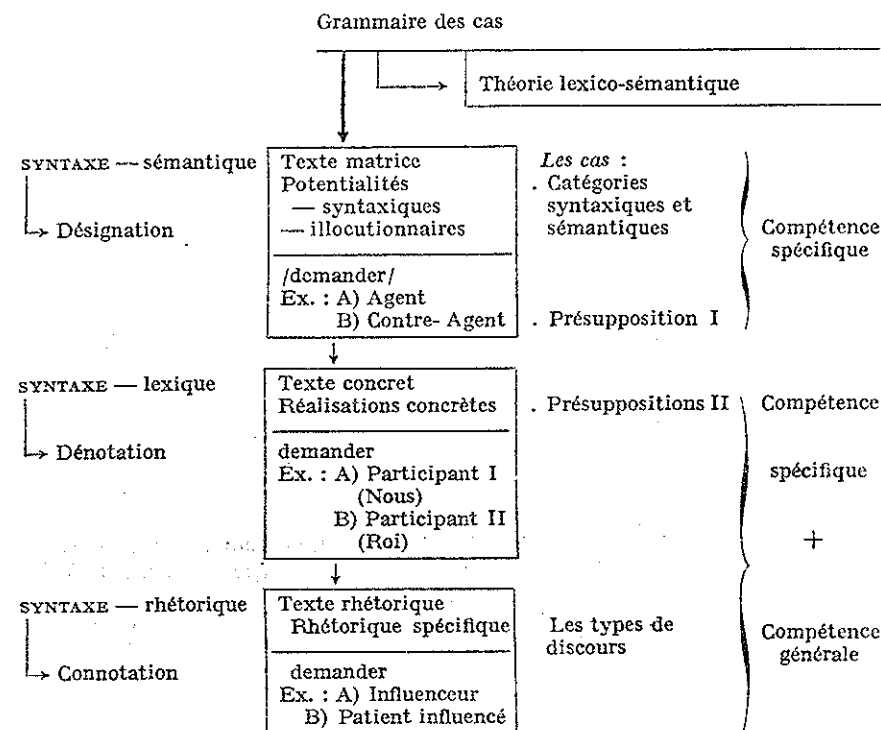 Grammaire des cas
Théorie lexico-sémantique
SYNTAXE — sémantique
→ Désignation
Texte matrice
Potentialités
— syntaxiques
— illocutionnaires
/demander/
Ex. : A) Agent
B) Contre- Agent
Les cas :
. Catégories
syntaxiques et
sémantiques
. Présupposition I
Compétence
spécifique
SYNTAXE — lexique
→ Dénotation
Texte concret
Réalisations concrètes
demander
Ex. : A) Participant I
(Nous)
B) Participant II
(Roi)
. Présuppositions II
Compétence
spécifique
+
Compétence
générale
SYNTAXE — rhétorique
→ Connotation
Texte rhétorique
Rhétorique spécifique
demander
Ex. : A) Influenceur
B) Patient influencé
Les types de
discours